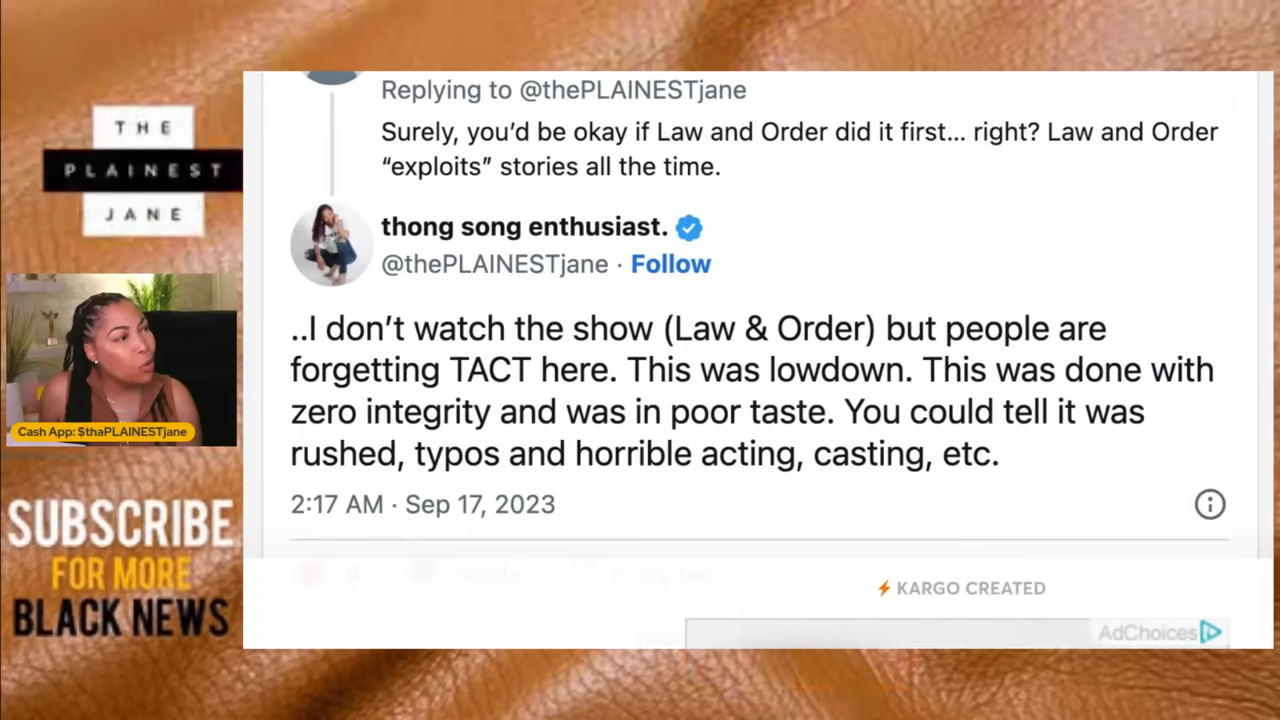 THE
PLAINEST
JANE
Cash App: $thaPLAINESTjane
SUBSCRIBE
FOR MORE
BLACK NEWS
Replying to @thePLAINESTjane
Surely, you’d be okay if Law and Order did it first... right? Law and Order
“exploits” stories all the time.
thong song enthusiast.
@thePLAINESTjane · Follow
..I don’t watch the show (Law & Order) but people are
forgetting TACT here. This was lowdown. This was done with
zero integrity and was in poor taste. You could tell it was
rushed, typos and horrible acting, casting, etc.
2:17 AM · Sep 17, 2023
KARGO CREATED
AdChoices